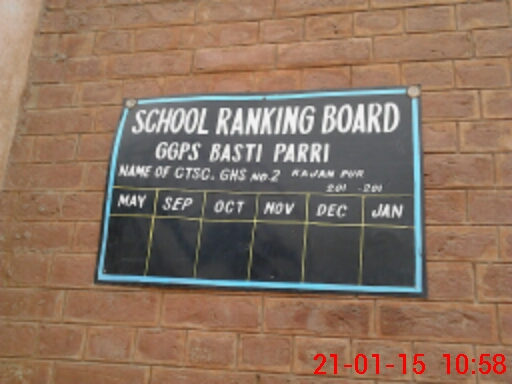 SCHOOL RANKING BOARD
GGPS BASTI PARRI
NAME OF CTSC. GHS NO.2 RAJAN PUR
201 -201
MAY SEP OCT NOV DEC JAN
21-01-15 10:58